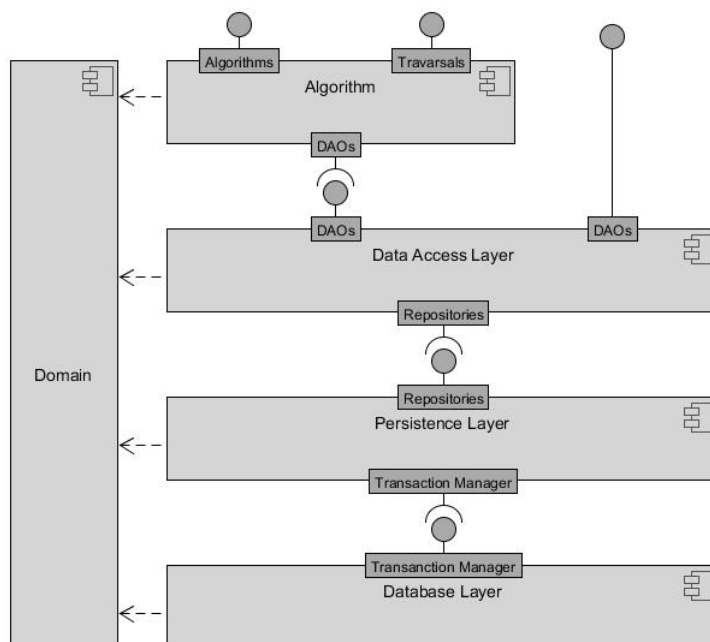 Algorithms
Travarsals
Algorithm
DAOs
DAOs
DAOs
Data Access Layer
Repositories
Domain
Repositories
Persistence Layer
Transaction Manager
Transanction Manager
Database Layer